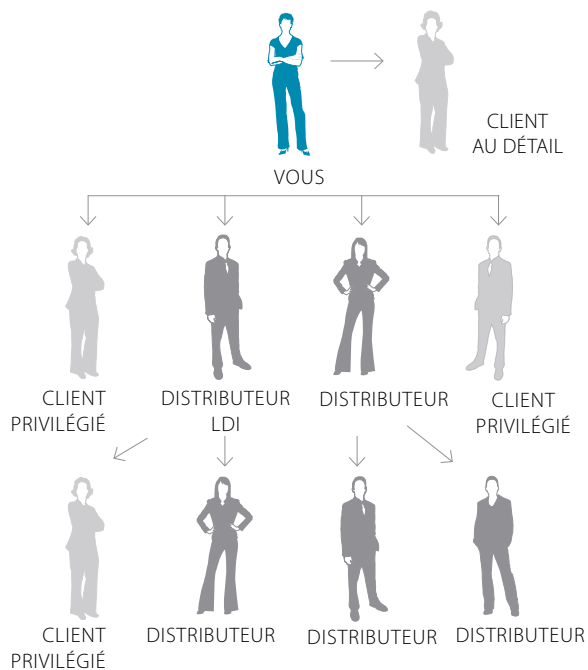 CLIENT
AU DÉTAIL
VOUS
CLIENT
PRIVILÉGIÉ
DISTRIBUTEUR
LDI
DISTRIBUTEUR
CLIENT
PRIVILÉGIÉ
CLIENT
PRIVILÉGIÉ
DISTRIBUTEUR
DISTRIBUTEUR
DISTRIBUTEUR